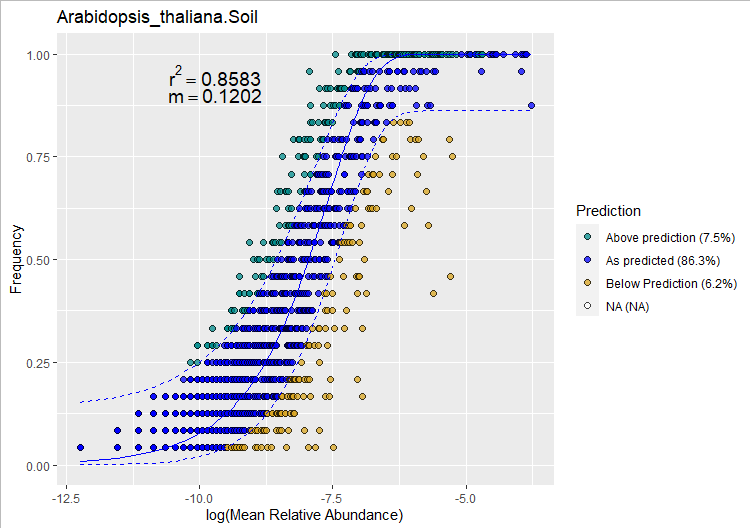 Arabidopsis_thaliana.Soil
r² = 0.8583
m = 0.1202
1.00
0.75
0.50
0.25
0.00
Frequency
-12.5 -10.0 -7.5 -5.0
log(Mean Relative Abundance)
Prediction
Above prediction (7.5%)
As predicted (86.3%)
Below Prediction (6.2%)
NA (NA)